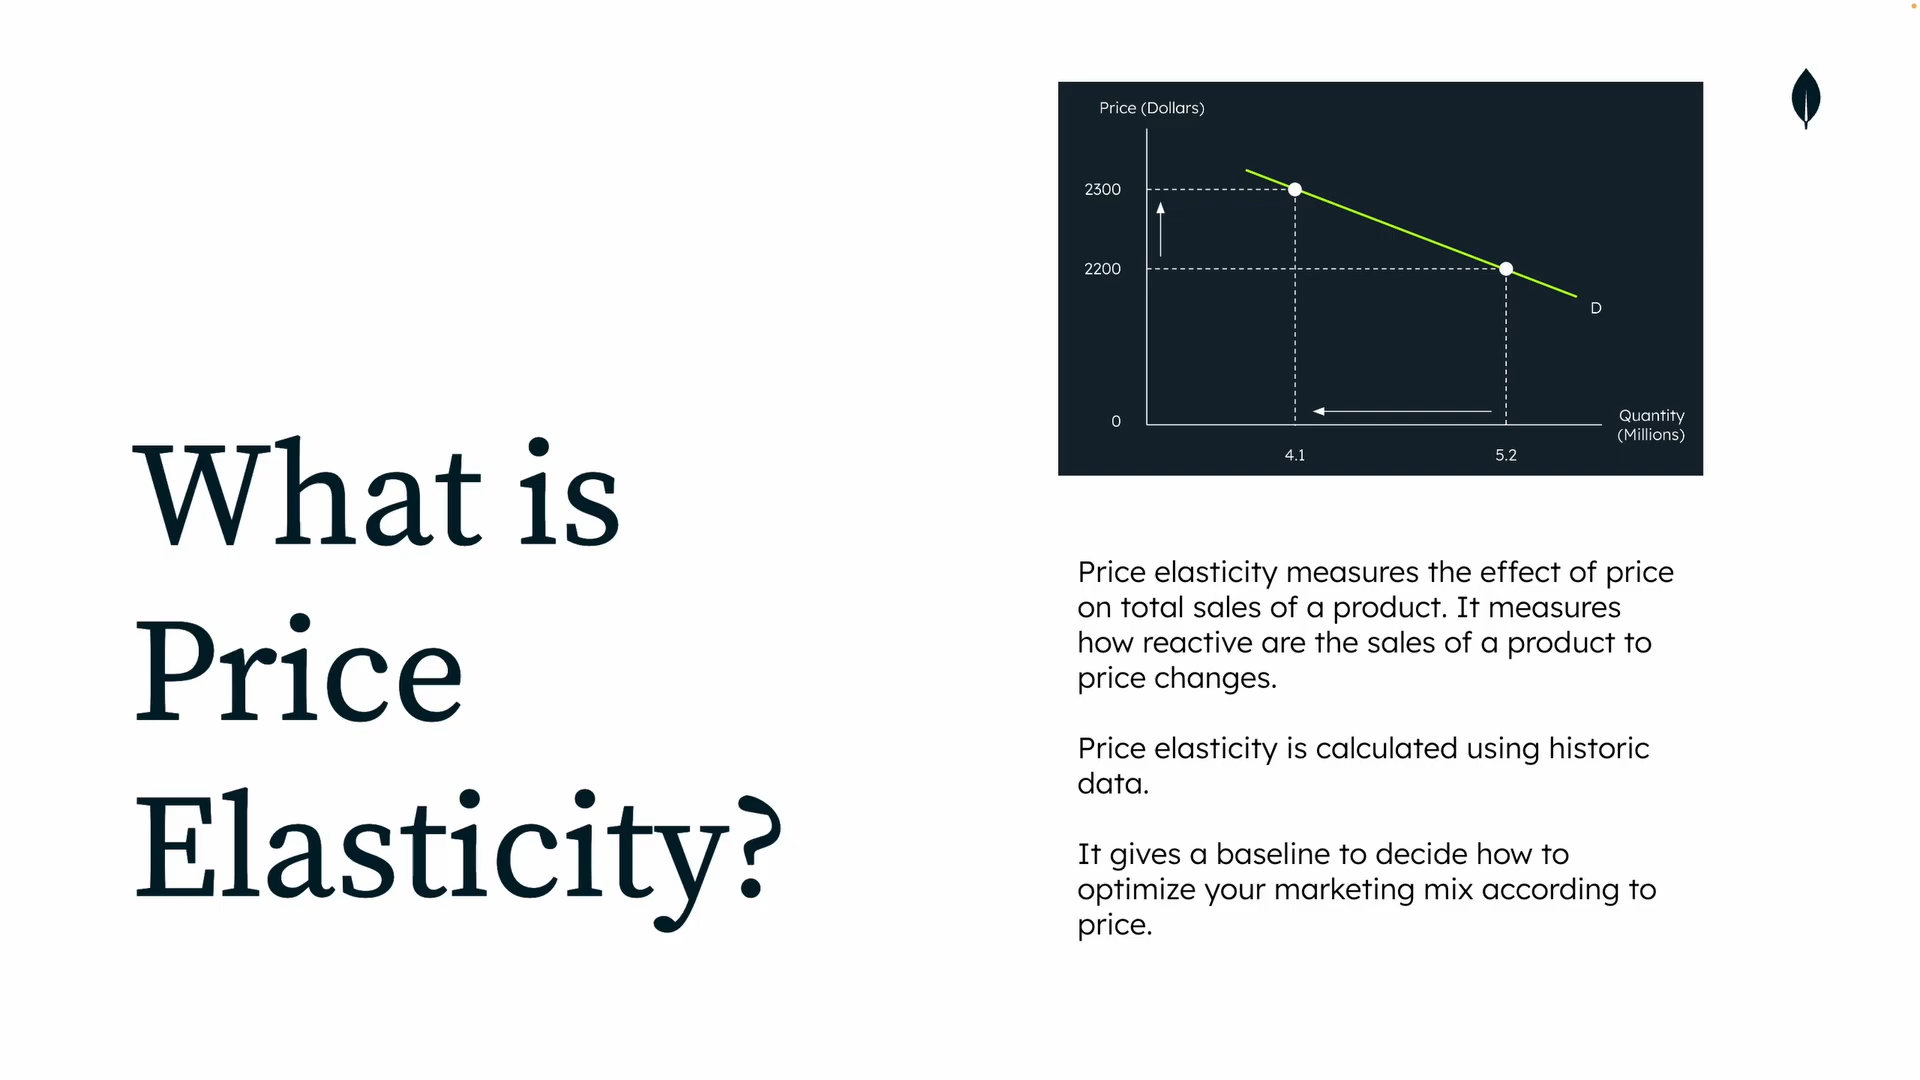 What is
Price
Elasticity?
Price (Dollars)
2300
2200
D
0
Quantity
(Millions)
4.1
5.2
Price elasticity measures the effect of price
on total sales of a product. It measures
how reactive are the sales of a product to
price changes.
Price elasticity is calculated using historic
data.
It gives a baseline to decide how to
optimize your marketing mix according to
price.